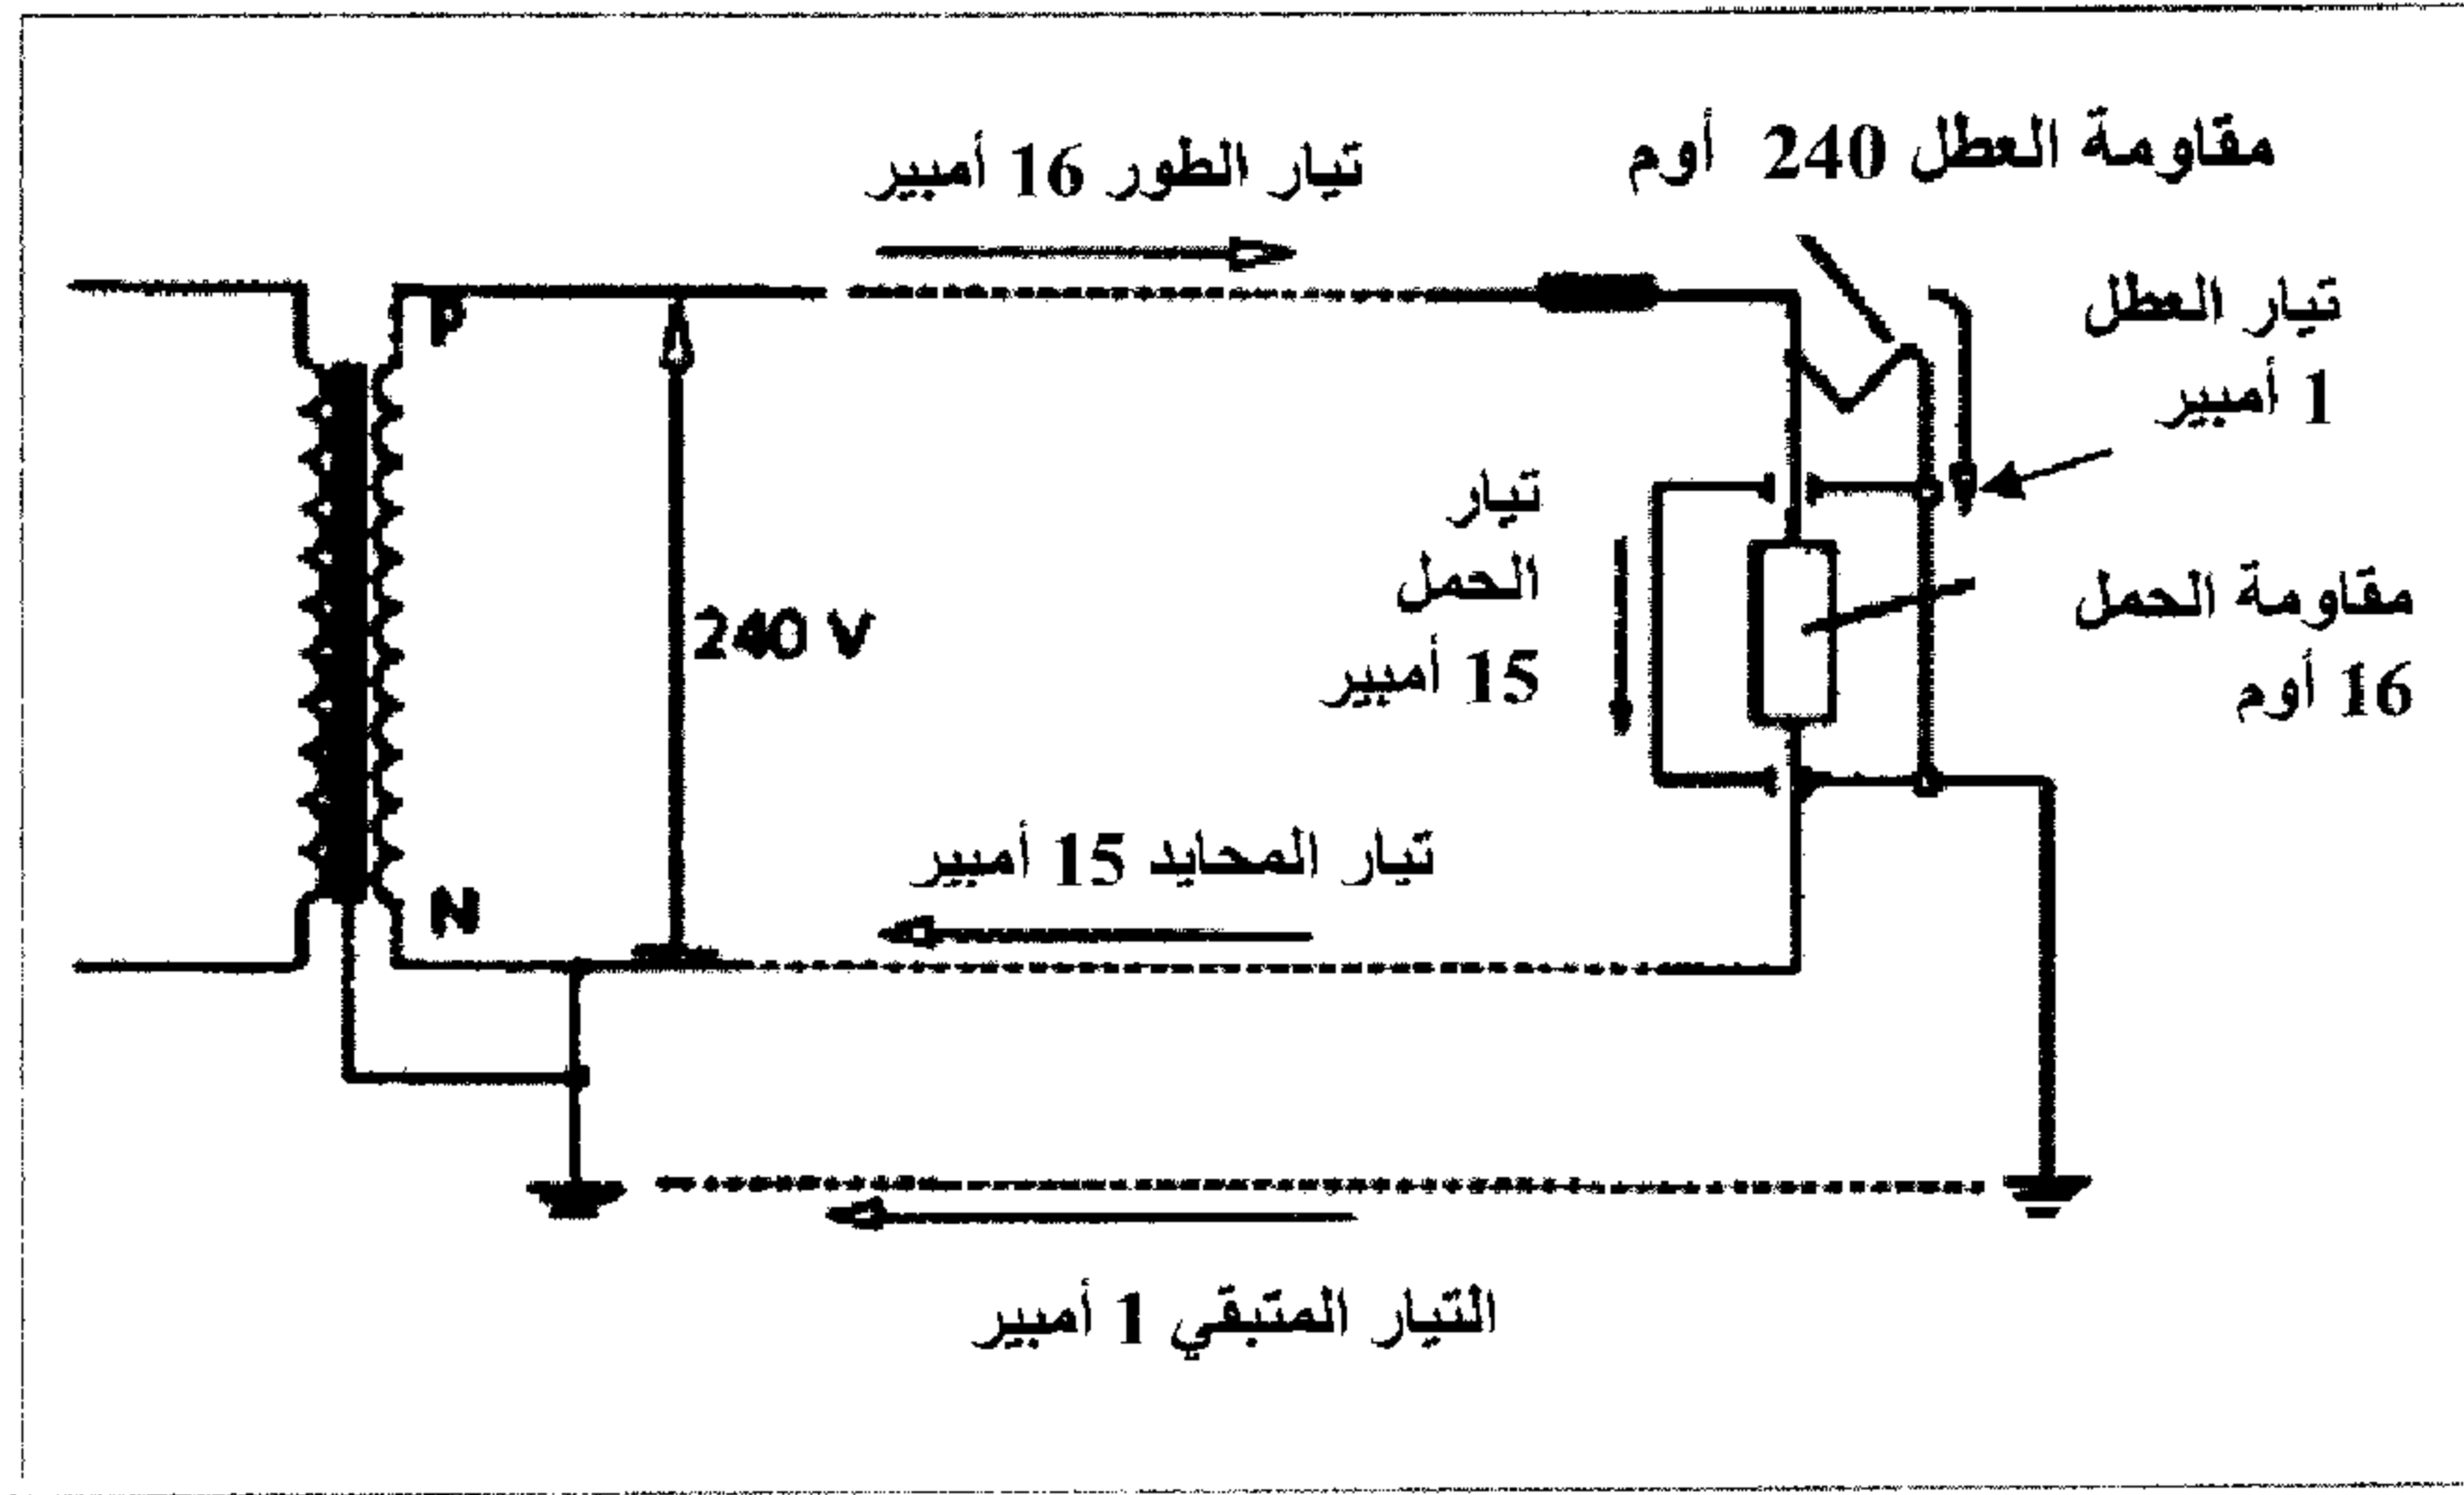 تيار الطور 16 أمبير
مقاومة العطل 240 أوم
P
تيار العطل
1 أمبير
تيار
الحمل
15 أمبير
240 V
مقاومة الحمل
16 أوم
تيار المحايد 15 أمبير
N
التيار المتبقي 1 أمبير